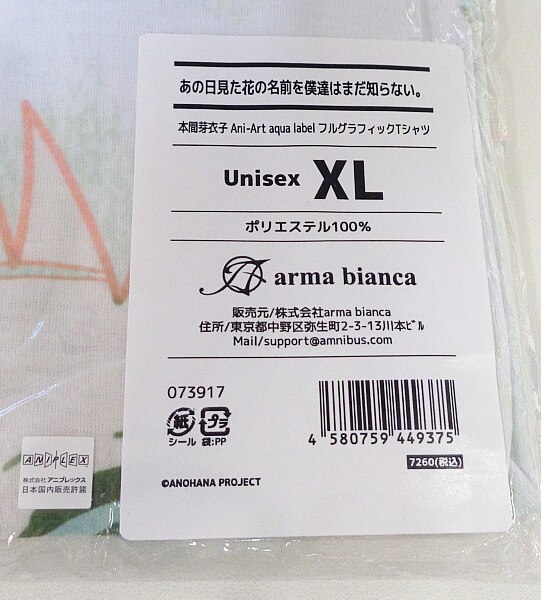 あの日見た花の名前を僕達はまだ知らない。
本間芽衣子 Ani-Art aqua label フルグラフィックTシャツ
Unisex XL
ポリエステル100%
arma bianca
販売元/株式会社arma bianca
住所/東京都中野区弥生町2-3-13川本ﾋﾞﾙ
Mail/support@amnibus.com
073917
紙 プラ
シール 袋:PP
4 580759 449375
7260(税込)
©ANOHANA PROJECT
ANIPLEX
株式会社アニプレックス
日本国内販売許諾